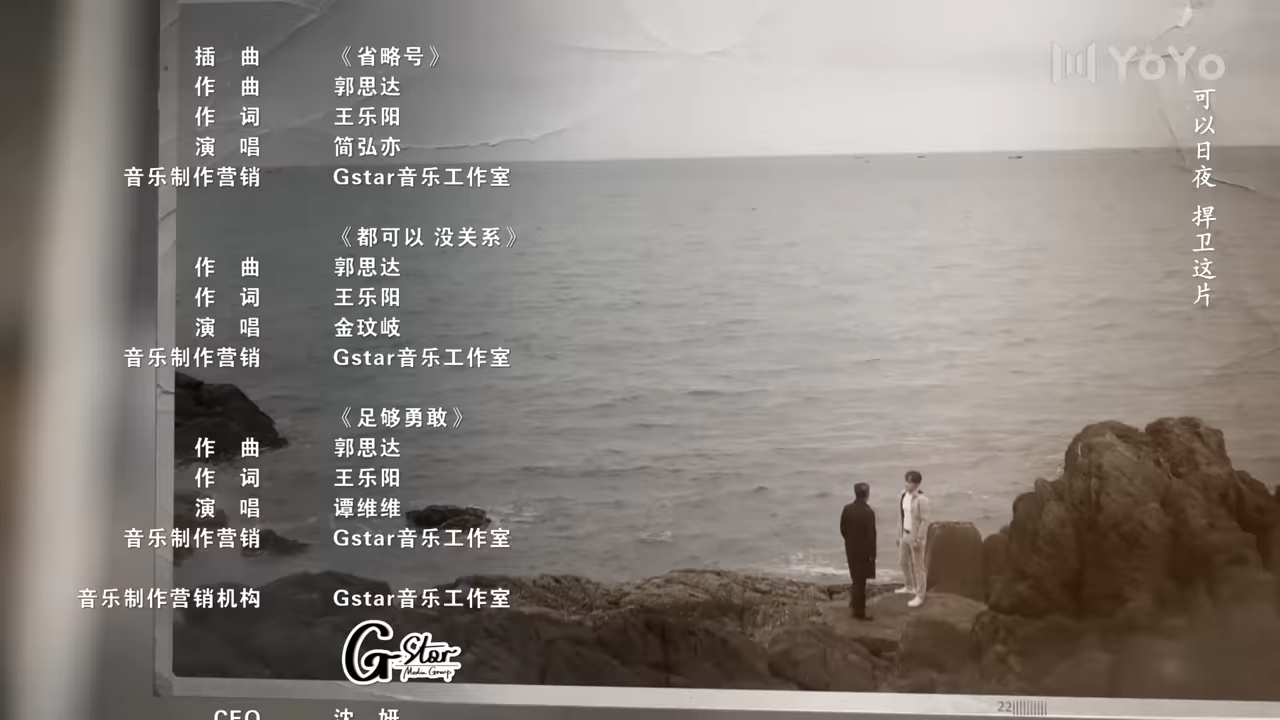 插 曲 《省略号》
作 曲 郭思达
作 词 王乐阳
演 唱 简弘亦
音乐制作营销 Gstar音乐工作室
《都可以 没关系》
作 曲 郭思达
作 词 王乐阳
演 唱 金玟岐
音乐制作营销 Gstar音乐工作室
《足够勇敢》
作 曲 郭思达
作 词 王乐阳
演 唱 谭维维
音乐制作营销 Gstar音乐工作室
音乐制作营销机构 Gstar音乐工作室
G-Star
Media Group
CEO 沈 妍
YoYo
可以日夜 捍卫这片
22